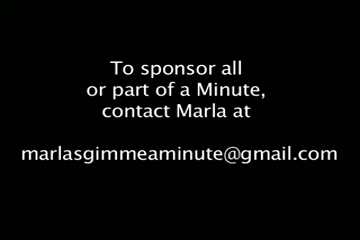 To sponsor all
or part of a Minute,
contact Marla at
marlasgimmeaminute@gmail.com